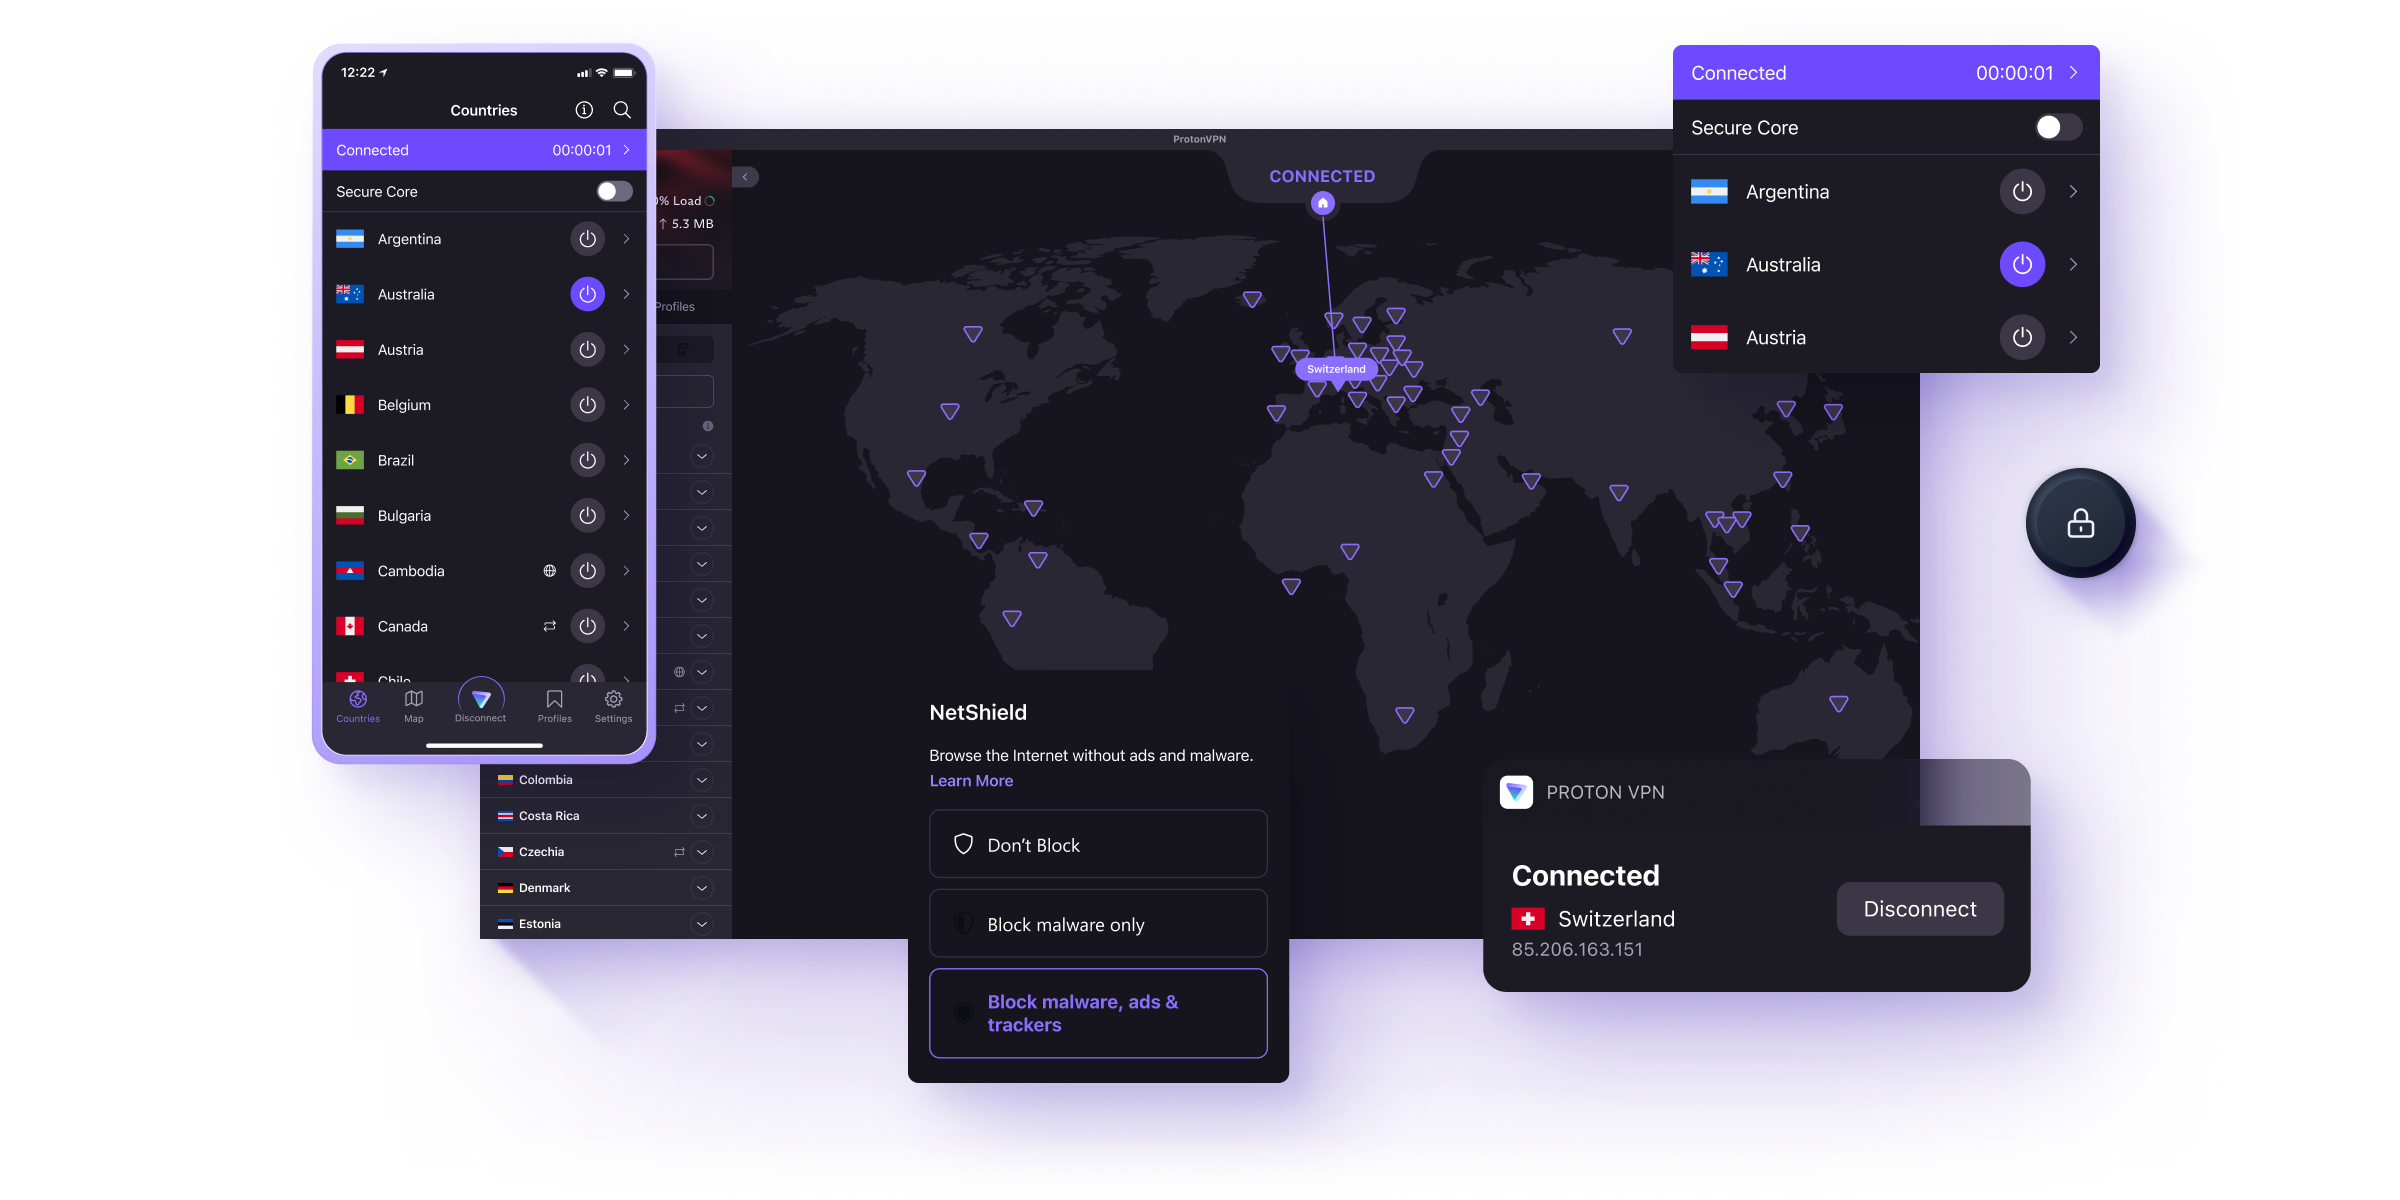 12:22
Countries
Connected 00:00:01
Secure Core
Argentina
Australia
Austria
Belgium
Brazil
Bulgaria
Cambodia
Canada
Chile
Countries Map Disconnect Profiles Settings
ProtonVPN
0% Load
↑ 5.3 MB
Profiles
Colombia
Costa Rica
Czechia
Denmark
Estonia
CONNECTED
Switzerland
NetShield
Browse the Internet without ads and malware.
Learn More
Don't Block
Block malware only
Block malware, ads &
trackers
Connected 00:00:01
Secure Core
Argentina
Australia
Austria
PROTON VPN
Connected
Switzerland
85.206.163.151
Disconnect